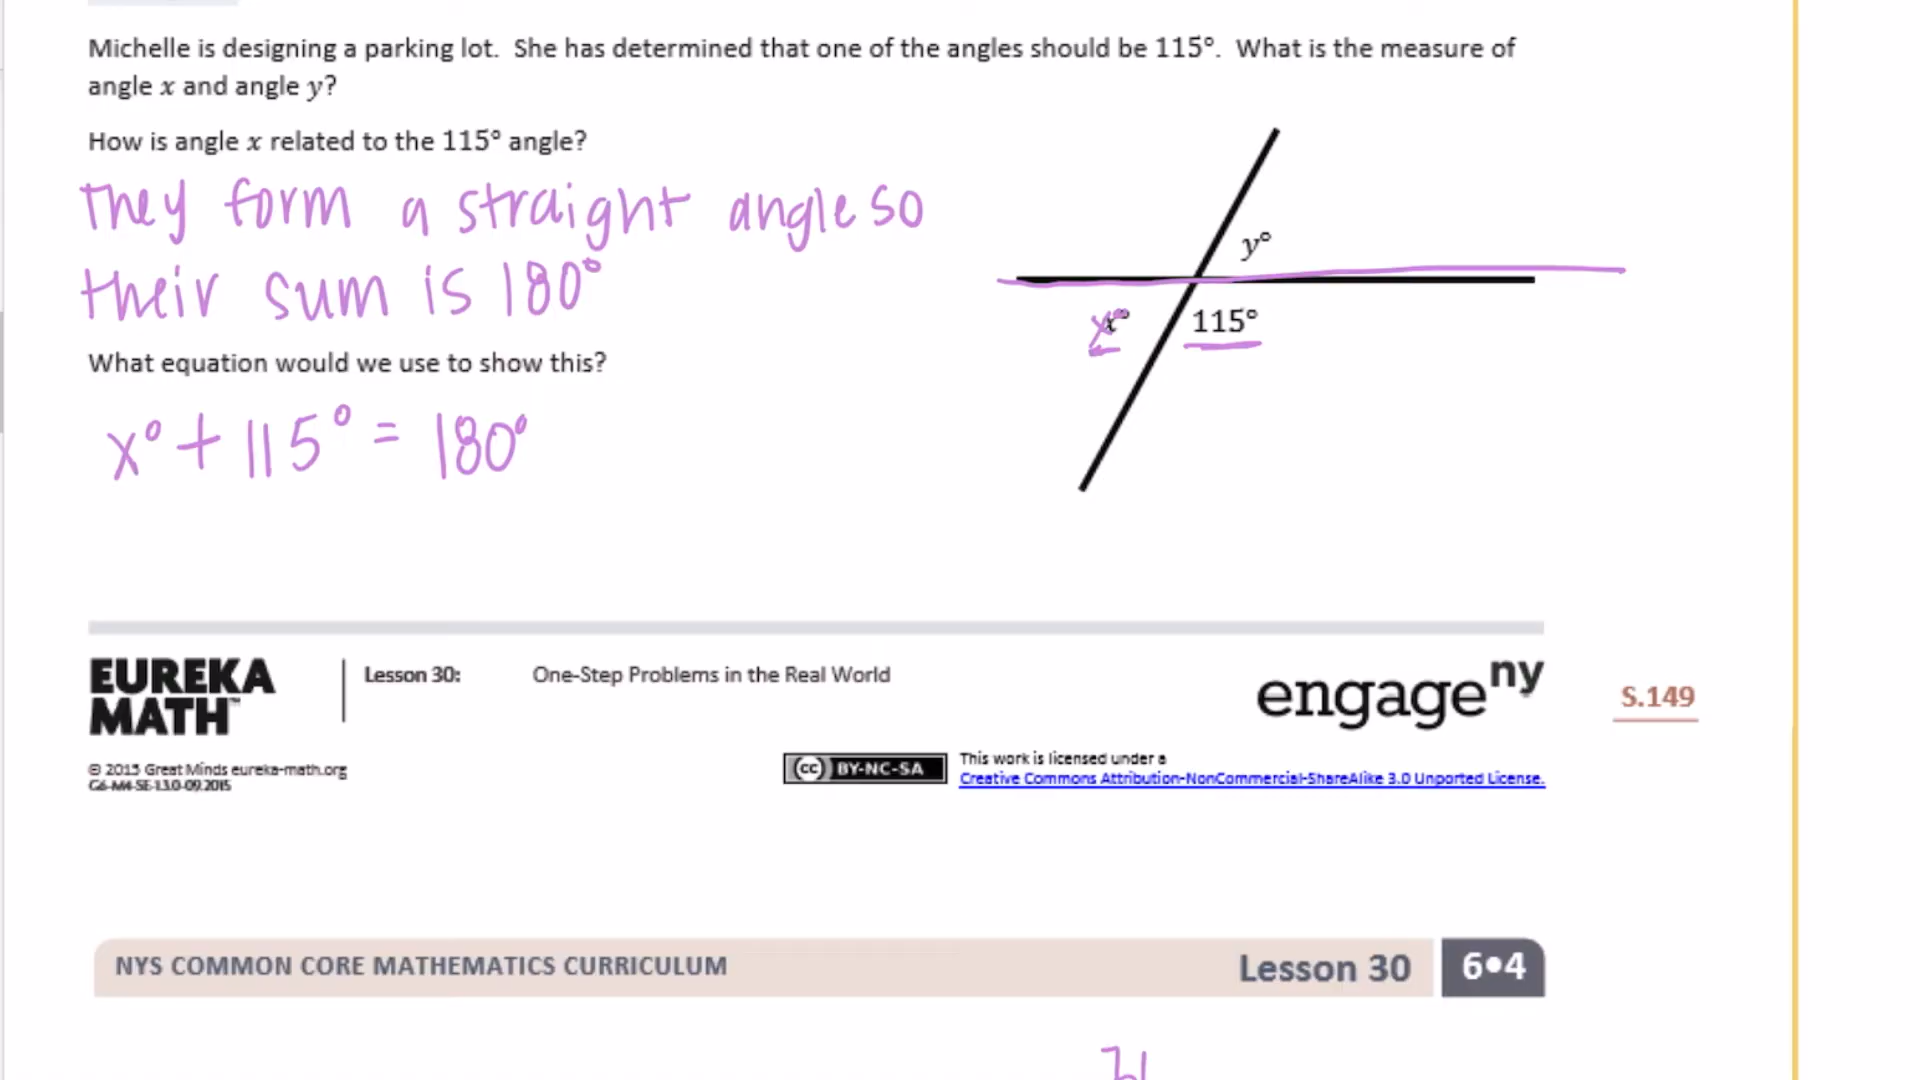 Michelle is designing a parking lot. She has determined that one of the angles should be 115°. What is the measure of
angle x and angle y?
How is angle x related to the 115° angle?
They form a straight angle so
their sum is 180°
What equation would we use to show this?
x° + 115° = 180°
y°
x°
115°
EUREKA
MATH™
Lesson 30:
One-Step Problems in the Real World
engage ny
S.149
© 2015 Great Minds eureka-math.org
G6-M4-SE-1.3.0-09.2015
cc BY-NC-SA
This work is licensed under a
Creative Commons Attribution-NonCommercial-ShareAlike 3.0 Unported License.
NYS COMMON CORE MATHEMATICS CURRICULUM
Lesson 30
6•4